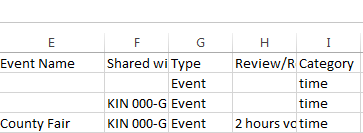 E F G H I
Event Name Shared wi Type Review/R Category
Event time
KIN 000-G Event time
County Fair KIN 000-G Event 2 hours vo time